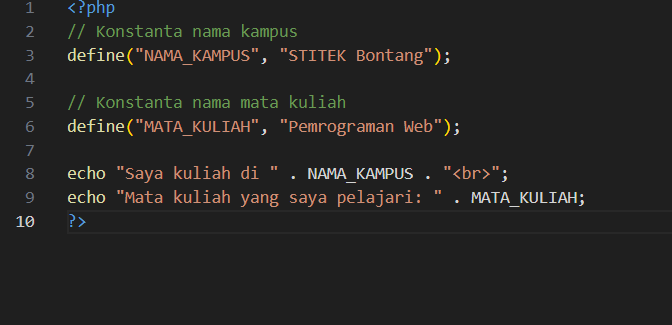 1 <?php
2 // Konstanta nama kampus
3 define("NAMA_KAMPUS", "STITEK Bontang");
4
5 // Konstanta nama mata kuliah
6 define("MATA_KULIAH", "Pemrograman Web");
7
8 echo "Saya kuliah di " . NAMA_KAMPUS . "<br>";
9 echo "Mata kuliah yang saya pelajari: " . MATA_KULIAH;
10 ?>